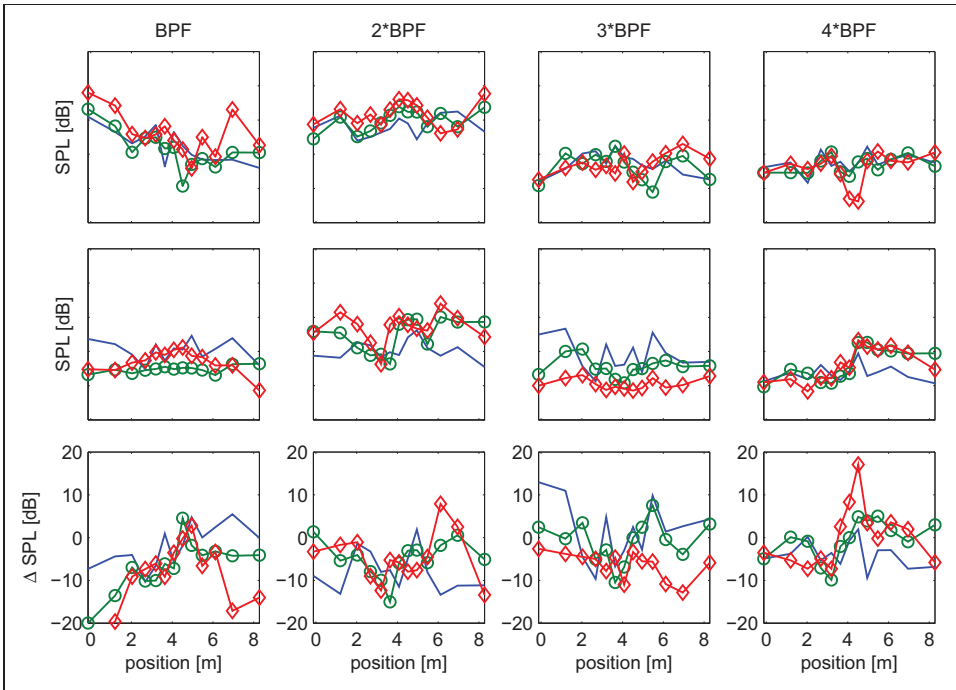 BPF 2*BPF 3*BPF 4*BPF
SPL [dB]
SPL [dB]
Δ SPL [dB]
20 20 20 20
10 10 10 10
0 0 0 0
−10 −10 −10 −10
−20 −20 −20 −20
0 2 4 6 8 0 2 4 6 8 0 2 4 6 8 0 2 4 6 8
position [m] position [m] position [m] position [m]